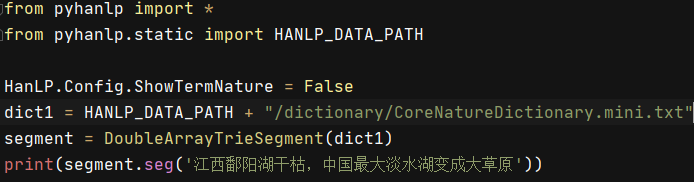 from pyhanlp import *
from pyhanlp.static import HANLP_DATA_PATH
HanLP.Config.ShowTermNature = False
dict1 = HANLP_DATA_PATH + "/dictionary/CoreNatureDictionary.mini.txt"
segment = DoubleArrayTrieSegment(dict1)
print(segment.seg('江西鄱阳湖干枯，中国最大淡水湖变成大草原'))